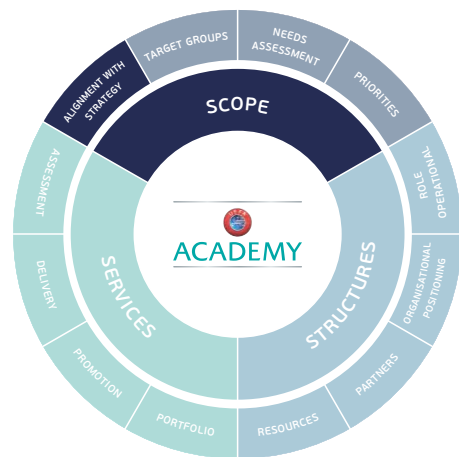 ALIGNMENT WITH
STRATEGY
TARGET GROUPS
NEEDS
ASSESSMENT
PRIORITIES
ROLE
OPERATIONAL
ORGANISATIONAL
POSITIONING
PARTNERS
RESOURCES
PORTFOLIO
PROMOTION
DELIVERY
ASSESSMENT
SCOPE
STRUCTURES
SERVICES
UEFA
ACADEMY